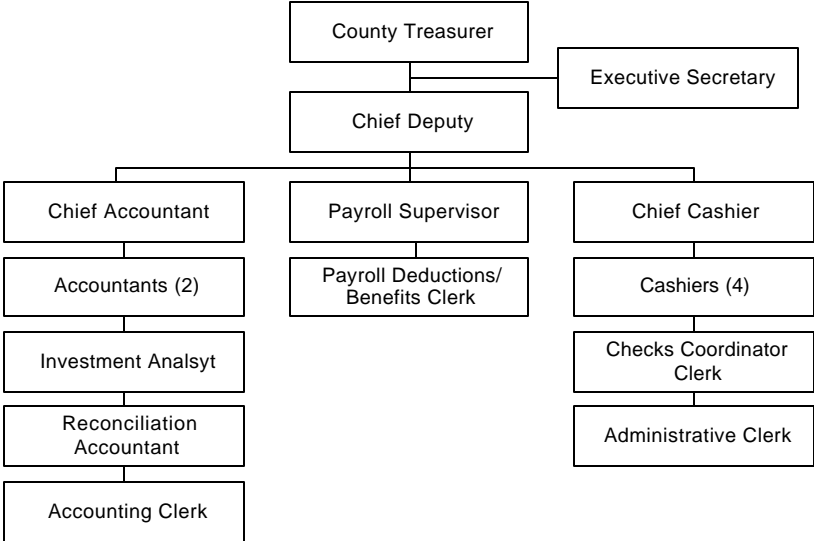 County Treasurer
Executive Secretary
Chief Deputy
Chief Accountant
Payroll Supervisor
Chief Cashier
Accountants (2)
Payroll Deductions/
Benefits Clerk
Cashiers (4)
Investment Analsyt
Checks Coordinator
Clerk
Reconciliation
Accountant
Administrative Clerk
Accounting Clerk